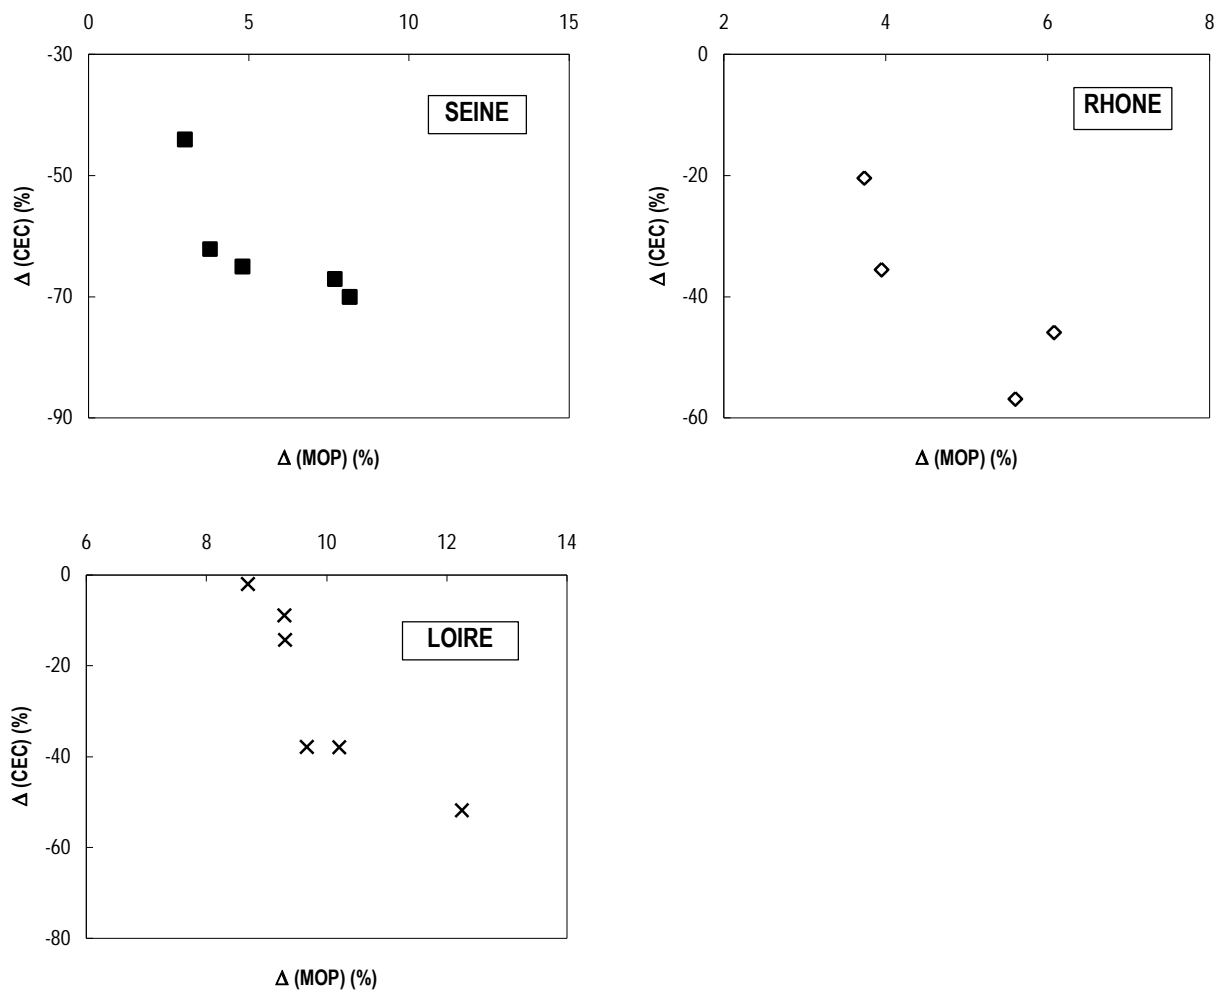 0 5 10 15
-30
-50
-70
-90
Δ (CEC) (%)
SEINE
Δ (MOP) (%)
2 4 6 8
0
-20
-40
-60
Δ (CEC) (%)
RHONE
Δ (MOP) (%)
6 8 10 12 14
0
-20
-40
-60
-80
Δ (CEC) (%)
LOIRE
Δ (MOP) (%)